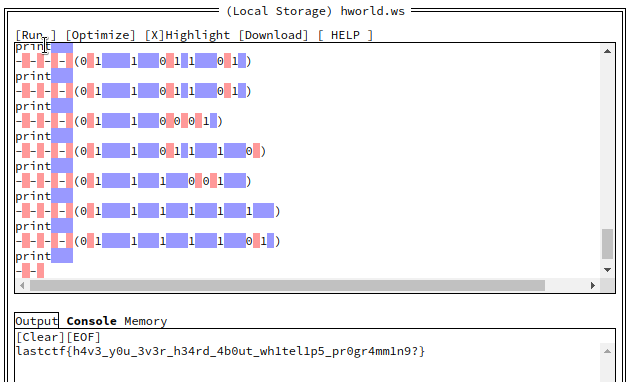 (Local Storage) hworld.ws
[Run ] [Optimize] [X]Highlight [Download] [ HELP ]
print
- - - - (0 1 1 0 1 1 0 1 )
print
- - - - (0 1 1 0 1 1 0 1 )
print
- - - - (0 1 1 0 0 0 1 )
print
- - - - (0 1 1 0 1 1 1 0 )
print
- - - - (0 1 1 1 0 0 1 )
print
- - - - (0 1 1 1 1 1 1 )
print
- - - - (0 1 1 1 1 1 0 1 )
print
- -
Output Console Memory
[Clear][EOF]
lastctf{h4v3_y0u_3v3r_h34rd_4b0ut_wh1tel1p5_pr0gr4mm1n9?}